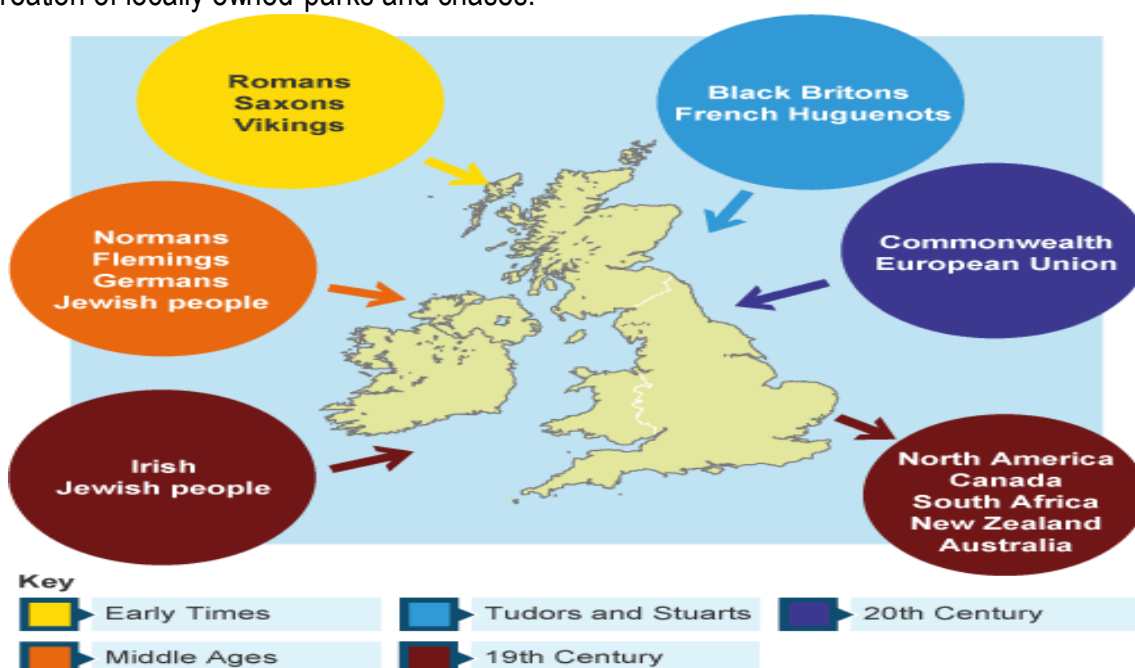 reation of locally owned parks and chases.
Romans
Saxons
Vikings
Black Britons
French Huguenots
Normans
Flemings
Germans
Jewish people
Commonwealth
European Union
Irish
Jewish people
North America
Canada
South Africa
New Zealand
Australia
Key
Early Times
Tudors and Stuarts
20th Century
Middle Ages
19th Century